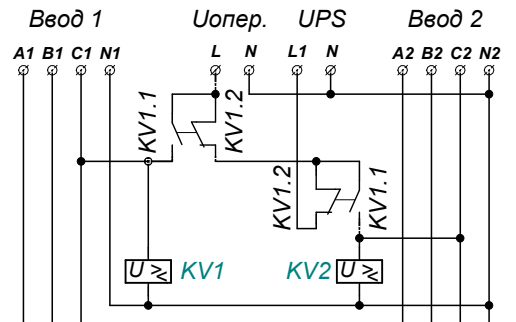 Ввод 1 Uопер. UPS Ввод 2
A1 B1 C1 N1 L N L1 N A2 B2 C2 N2
KV1.1
KV1.2
KV1.2
KV1.1
U ><
KV1
KV2
U ><